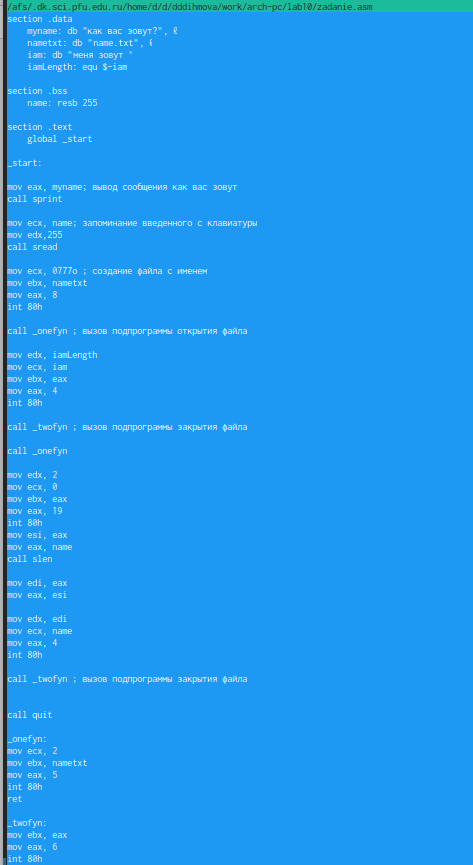 /afs/.dk.sci.pfu.edu.ru/home/d/d/dddihmova/work/arch-pc/lab10/zadanie.asm
section .data
myname: db "как вас зовут?", 0
nametxt: db "name.txt", 0
iam: db "меня зовут "
iamLength: equ $-iam
section .bss
name: resb 255
section .text
global _start
_start:
mov eax, myname; вывод сообщения как вас зовут
call sprint
mov ecx, name; запоминание введенного с клавиатуры
mov edx,255
call sread
mov ecx, 0777o ; создание файла с именем
mov ebx, nametxt
mov eax, 8
int 80h
call _onefyn ; вызов подпрограммы открытия файла
mov edx, iamLength
mov ecx, iam
mov ebx, eax
mov eax, 4
int 80h
call _twofyn ; вызов подпрограммы закрытия файла
call _onefyn
mov edx, 2
mov ecx, 0
mov ebx, eax
mov eax, 19
int 80h
mov esi, eax
mov eax, name
call slen
mov edi, eax
mov eax, esi
mov edx, edi
mov ecx, name
mov eax, 4
int 80h
call _twofyn ; вызов подпрограммы закрытия файла
call quit
_onefyn:
mov ecx, 2
mov ebx, nametxt
mov eax, 5
int 80h
ret
_twofyn:
mov ebx, eax
mov eax, 6
int 80h